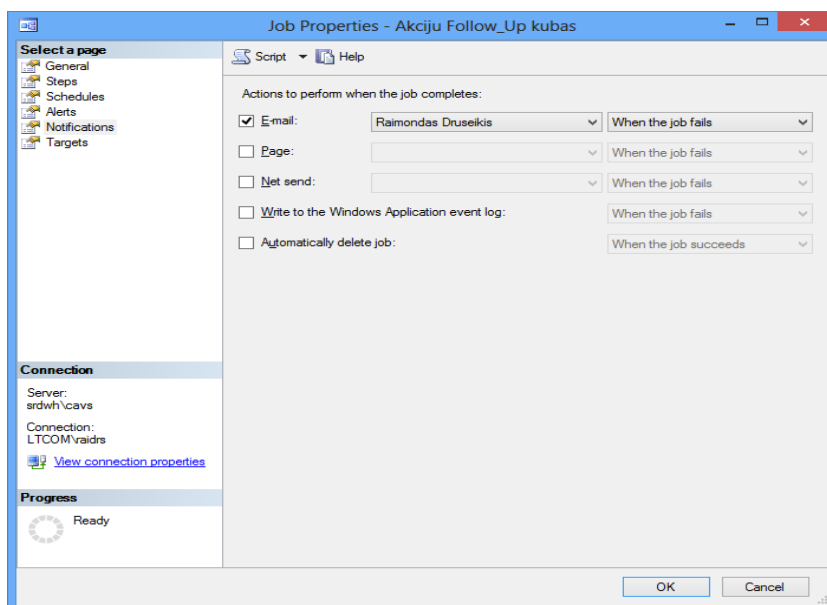 Job Properties - Akciju Follow_Up kubas
Select a page
General
Steps
Schedules
Alerts
Notifications
Targets
Script Help
Actions to perform when the job completes:
E-mail: Raimondas Druseikis When the job fails
Page: When the job fails
Net send: When the job fails
Write to the Windows Application event log: When the job fails
Automatically delete job: When the job succeeds
Connection
Server:
srdwh\cavs
Connection:
LTCOM\raidrs
View connection properties
Progress
Ready
OK Cancel